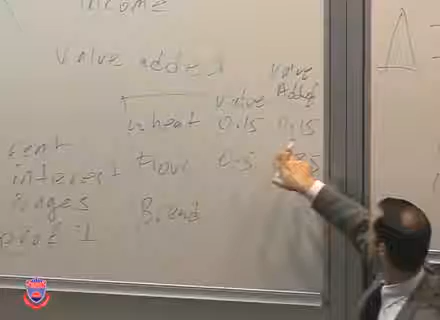 income
value added
value
value
Added
wheat 0.15 0.15
Flour 0.5
Bread
rent
interest
wages
profit